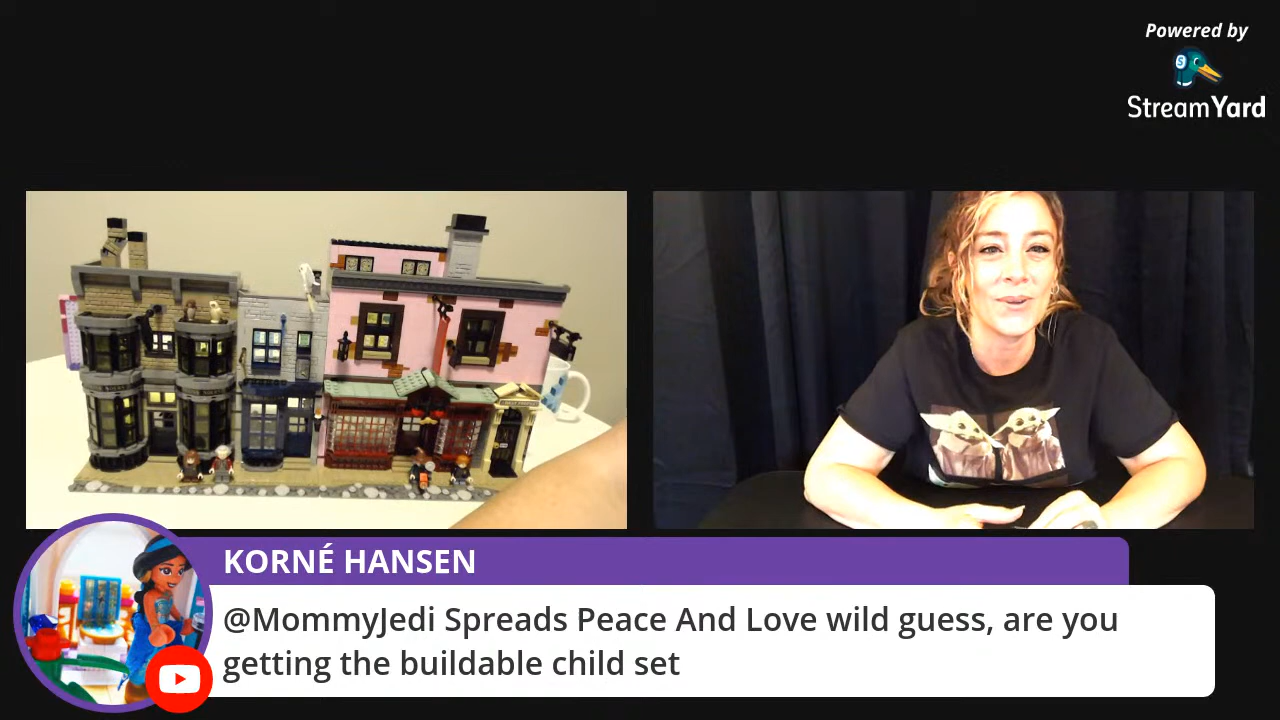 Powered by
StreamYard
KORNÉ HANSEN
@MommyJedi Spreads Peace And Love wild guess, are you
getting the buildable child set